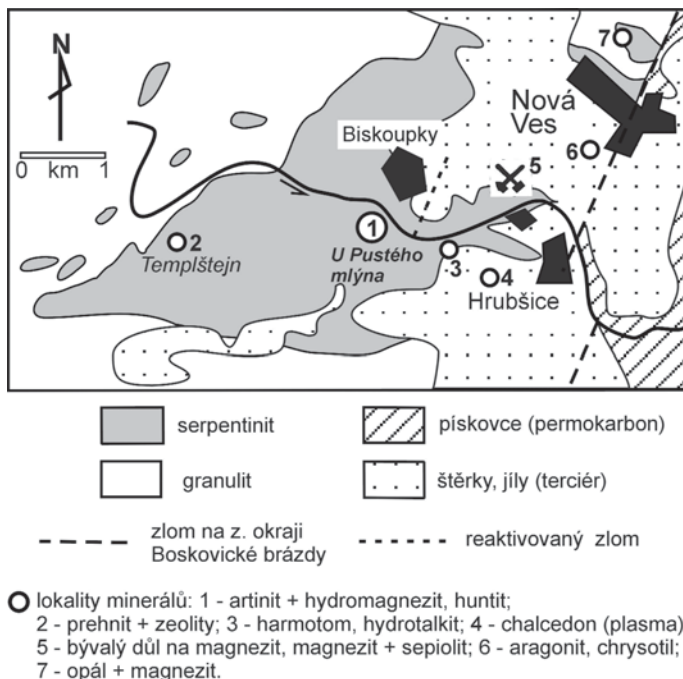 N
0 km 1
7
Nová
Ves
Biskoupky
5
6
1
2
Templštejn
U Pustého
mlýna
3
4
Hrubšice
serpentinit
pískovce (permokarbon)
granulit
štěrky, jíly (terciér)
zlom na z. okraji
Boskovické brázdy
reaktivovaný zlom
lokality minerálů: 1 - artinit + hydromagnezit, huntit;
2 - prehnit + zeolity; 3 - harmotom, hydrotalkit; 4 - chalcedon (plasma)
5 - bývalý důl na magnezit, magnezit + sepiolit; 6 - aragonit, chrysotil;
7 - opál + magnezit.